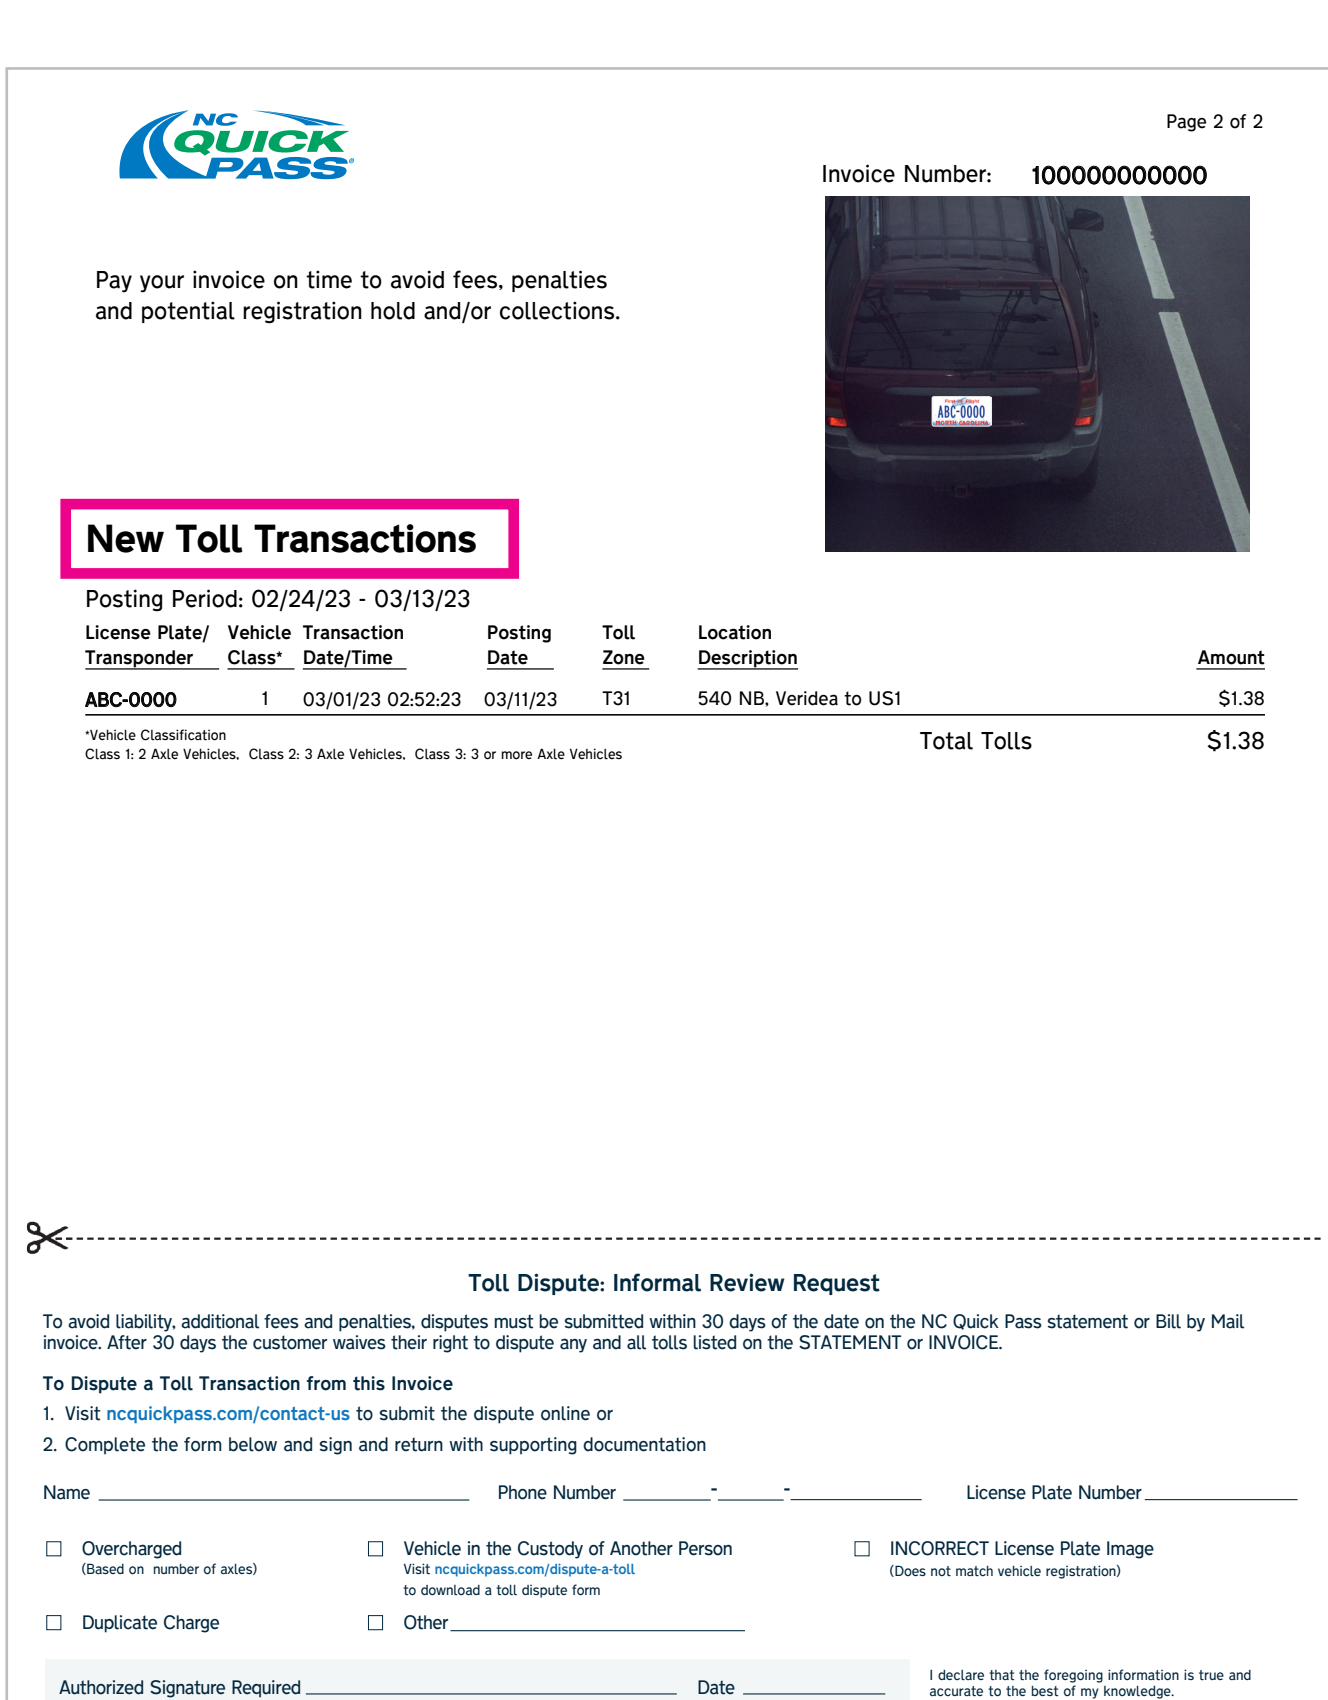 NC
QUICK
PASS®
Page 2 of 2
Invoice Number: 100000000000
Pay your invoice on time to avoid fees, penalties
and potential registration hold and/or collections.
First in Flight
ABC-0000
NORTH CAROLINA
New Toll Transactions
Posting Period: 02/24/23 - 03/13/23
License Plate/ Vehicle Transaction Posting Toll Location
Transponder Class* Date/Time Date Zone Description Amount
ABC-0000 1 03/01/23 02:52:23 03/11/23 T31 540 NB, Veridea to US1 $1.38
*Vehicle Classification
Class 1: 2 Axle Vehicles, Class 2: 3 Axle Vehicles, Class 3: 3 or more Axle Vehicles
Total Tolls $1.38
Toll Dispute: Informal Review Request
To avoid liability, additional fees and penalties, disputes must be submitted within 30 days of the date on the NC Quick Pass statement or Bill by Mail
invoice. After 30 days the customer waives their right to dispute any and all tolls listed on the STATEMENT or INVOICE.
To Dispute a Toll Transaction from this Invoice
1. Visit ncquickpass.com/contact-us to submit the dispute online or
2. Complete the form below and sign and return with supporting documentation
Name Phone Number - - License Plate Number
Overcharged
(Based on number of axles)
Vehicle in the Custody of Another Person
Visit ncquickpass.com/dispute-a-toll
to download a toll dispute form
INCORRECT License Plate Image
(Does not match vehicle registration)
Duplicate Charge
Other
Authorized Signature Required Date
I declare that the foregoing information is true and
accurate to the best of my knowledge.